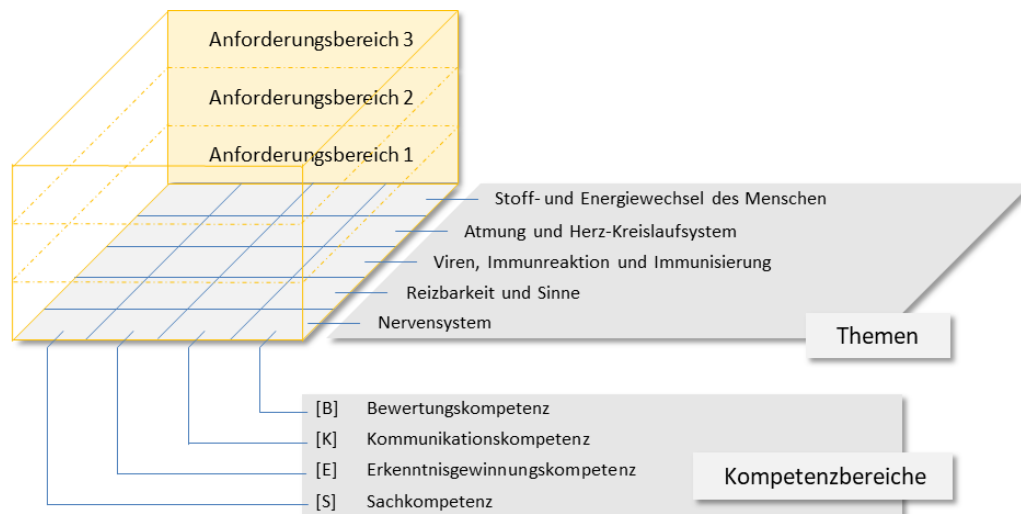 Anforderungsbereich 3
Anforderungsbereich 2
Anforderungsbereich 1
Stoff- und Energiewechsel des Menschen
Atmung und Herz-Kreislaufsystem
Viren, Immunreaktion und Immunisierung
Reizbarkeit und Sinne
Nervensystem
Themen
[B] Bewertungskompetenz
[K] Kommunikationskompetenz
[E] Erkenntnisgewinnungskompetenz
[S] Sachkompetenz
Kompetenzbereiche